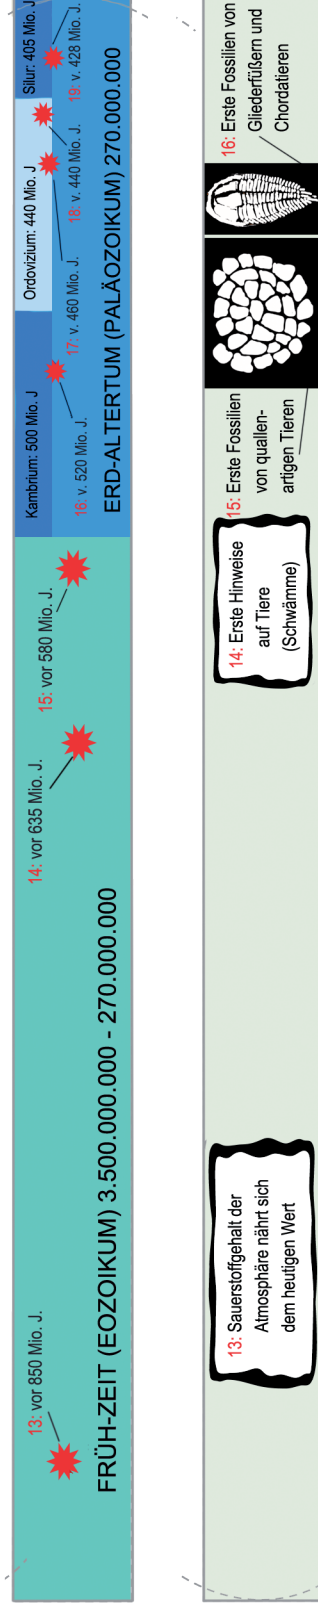 13: vor 850 Mio. J.
14: vor 635 Mio. J.
15: vor 580 Mio. J.
FRÜH-ZEIT (EOZOIKUM) 3.500.000.000 - 270.000.000
Kambrium: 500 Mio. J
Ordovizium: 440 Mio. J
Silur: 405 Mio. J
16: v. 520 Mio. J.
17: v. 460 Mio. J.
18: v. 440 Mio. J.
19: v. 428 Mio. J.
ERD-ALTERTUM (PALÄOZOIKUM) 270.000.000
13: Sauerstoffgehalt der
Atmosphäre nährt sich
dem heutigen Wert
14: Erste Hinweise
auf Tiere
(Schwämme)
15: Erste Fossilien
von quallen-
artigen Tieren
16: Erste Fossilien von
Gliederfüßern und
Chordatieren